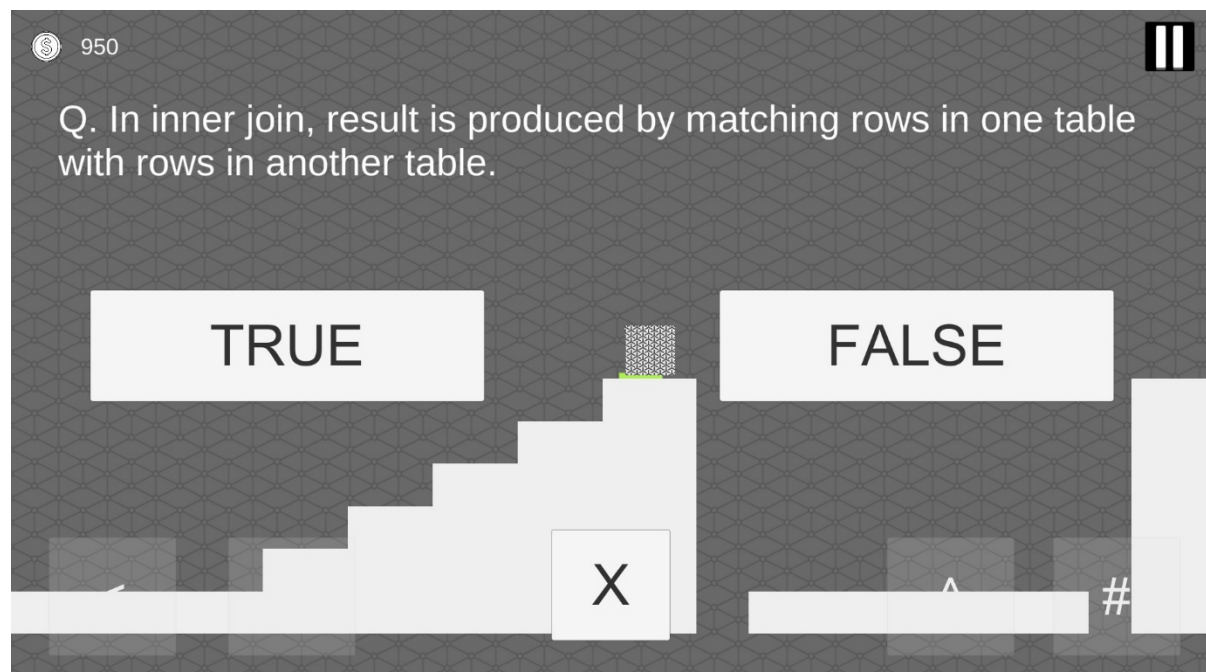 950
Q. In inner join, result is produced by matching rows in one table
with rows in another table.
TRUE
FALSE
X
^
#